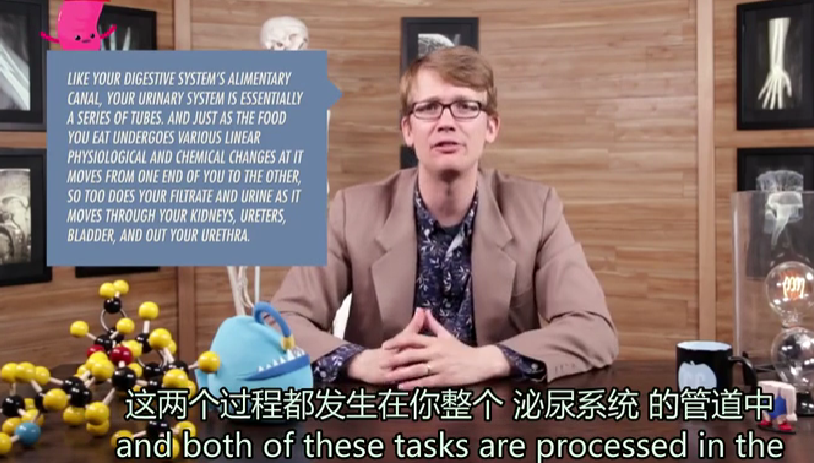 LIKE YOUR DIGESTIVE SYSTEM'S ALIMENTARY
CANAL, YOUR URINARY SYSTEM IS ESSENTIALLY
A SERIES OF TUBES. AND JUST AS THE FOOD
YOU EAT UNDERGOES VARIOUS LINEAR
PHYSIOLOGICAL AND CHEMICAL CHANGES AT IT
MOVES FROM ONE END OF YOU TO THE OTHER,
SO TOO DOES YOUR FILTRATE AND URINE AS IT
MOVES THROUGH YOUR KIDNEYS, URETERS,
BLADDER, AND OUT YOUR URETHRA.
这两个过程都发生在你整个 泌尿系统 的管道中
and both of these tasks are processed in the